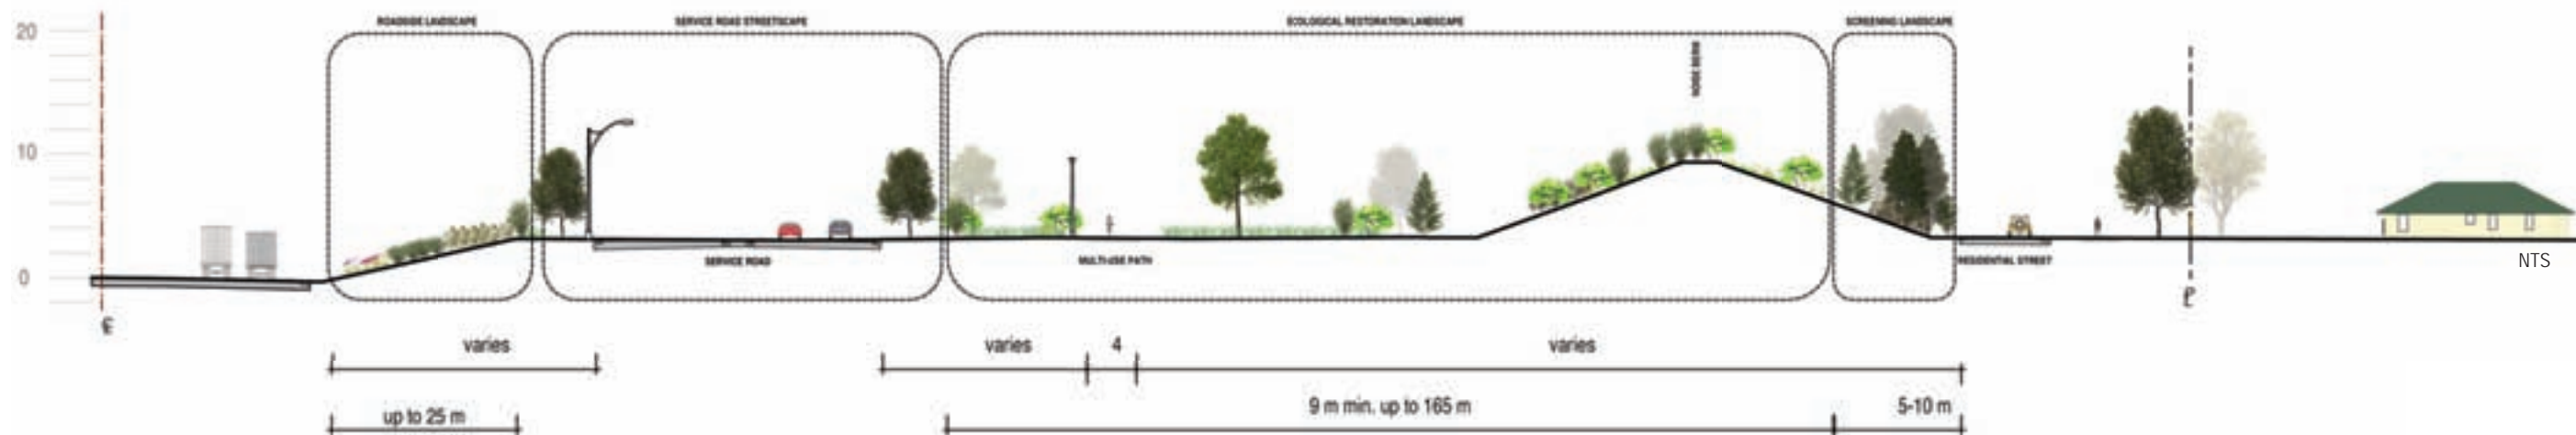 ROADSIDE LANDSCAPE
SERVICE ROAD STREETSCAPE
ECOLOGICAL RESTORATION LANDSCAPE
SCREENING LANDSCAPE
20
10
0
NOISE BERM
SERVICE ROAD
MULTI-USE PATH
RESIDENTIAL STREET
NTS
varies
varies
4
varies
up to 25 m
9 m min. up to 165 m
5-10 m